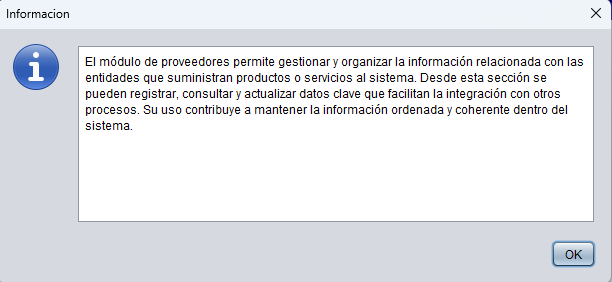 Informacion
El módulo de proveedores permite gestionar y organizar la información relacionada con las
entidades que suministran productos o servicios al sistema. Desde esta sección se
pueden registrar, consultar y actualizar datos clave que facilitan la integración con otros
procesos. Su uso contribuye a mantener la información ordenada y coherente dentro del
sistema.
OK